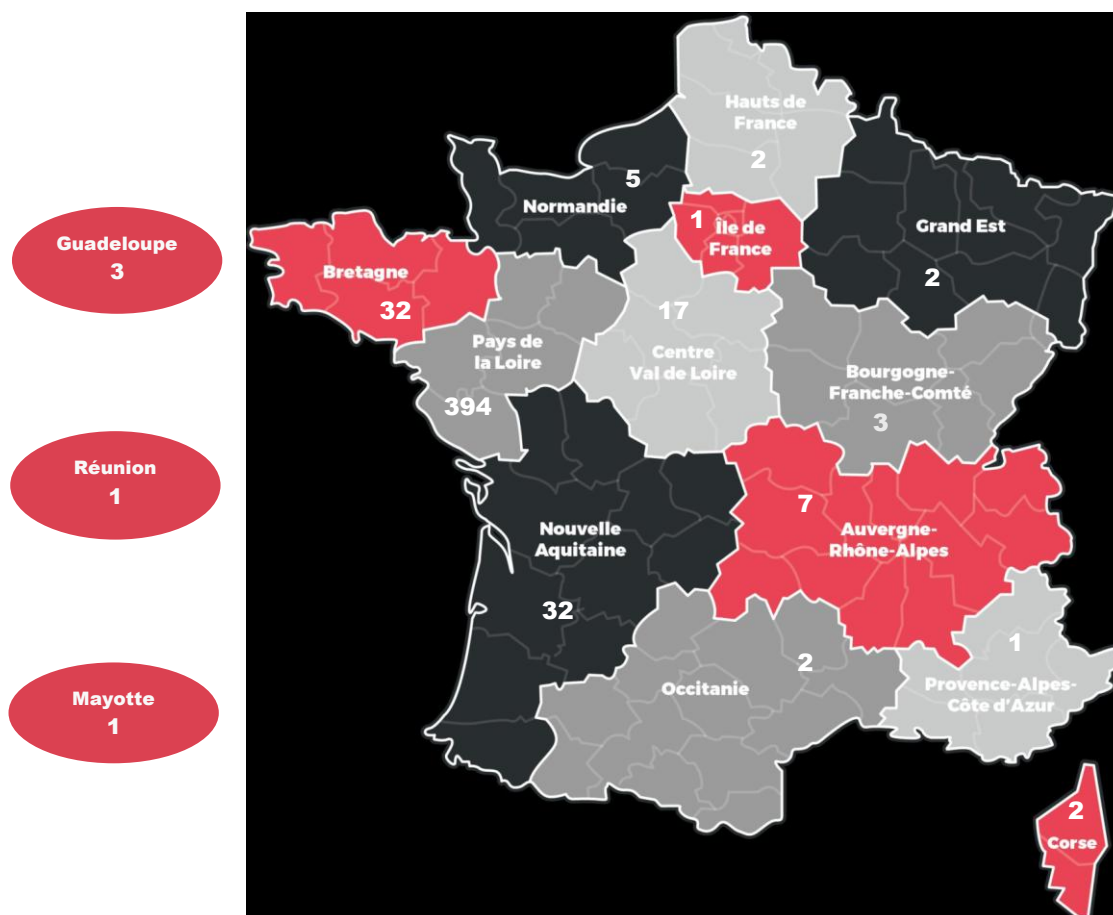 Guadeloupe
3
Réunion
1
Mayotte
1
Hauts de
France
2
5
Normandie
1
Île de
France
Grand Est
2
Bretagne
32
Pays de
la Loire
394
17
Centre
Val de Loire
Bourgogne-
Franche-Comté
3
7
Auvergne-
Rhône-Alpes
Nouvelle
Aquitaine
32
2
Occitanie
1
Provence-Alpes-
Côte d'Azur
2
Corse